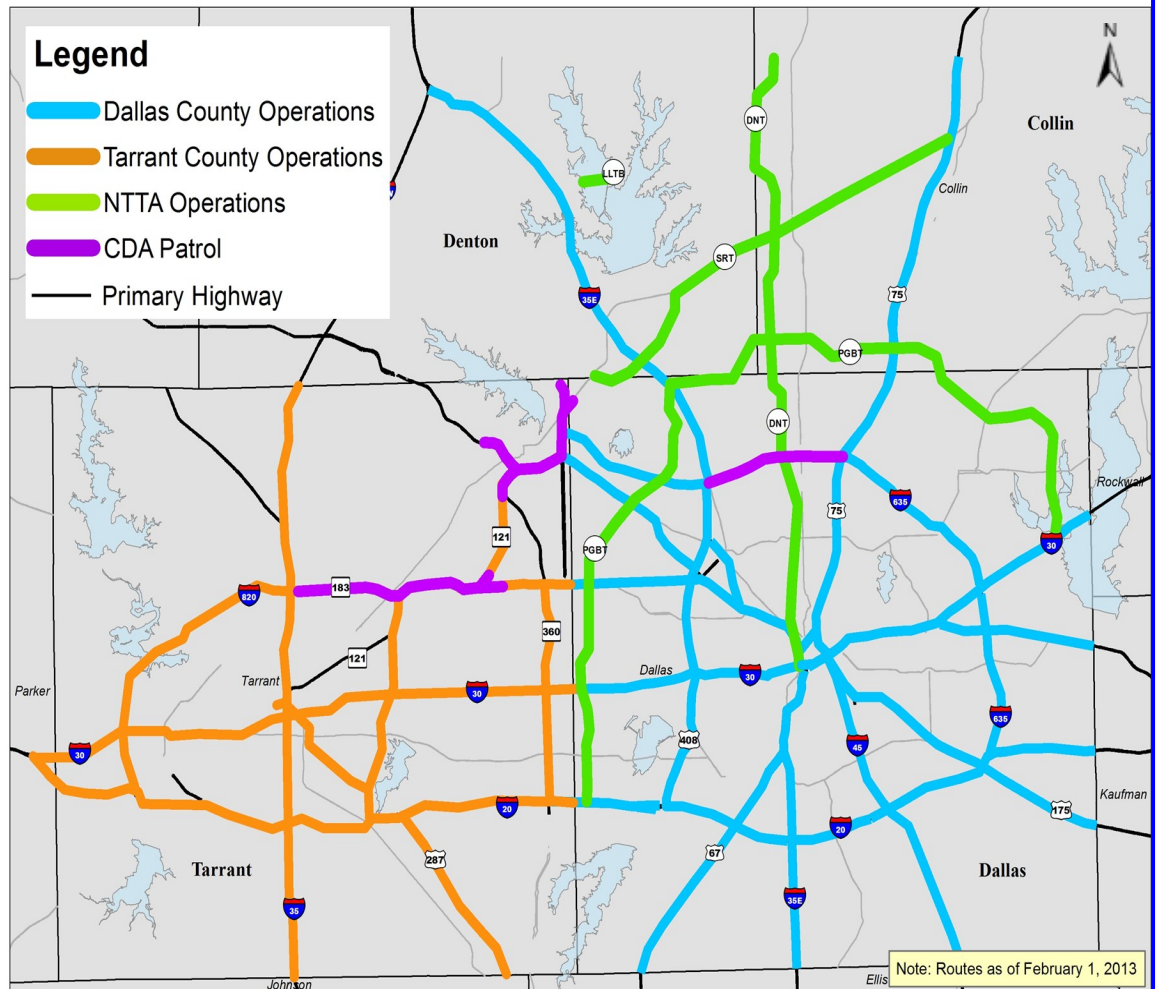 Legend
Dallas County Operations
Tarrant County Operations
NTTA Operations
CDA Patrol
Primary Highway
N
DNT
Collin
LLTB
Collin
Denton
SRT
35E
75
PGBT
DNT
Rockwall
635
75
121
PGBT
30
183
820
360
121
Tarrant
Dallas
30
Parker
30
635
408
45
30
Kaufman
20
175
20
67
287
Tarrant
Dallas
35E
35
Note: Routes as of February 1, 2013
Johnson
Ellis